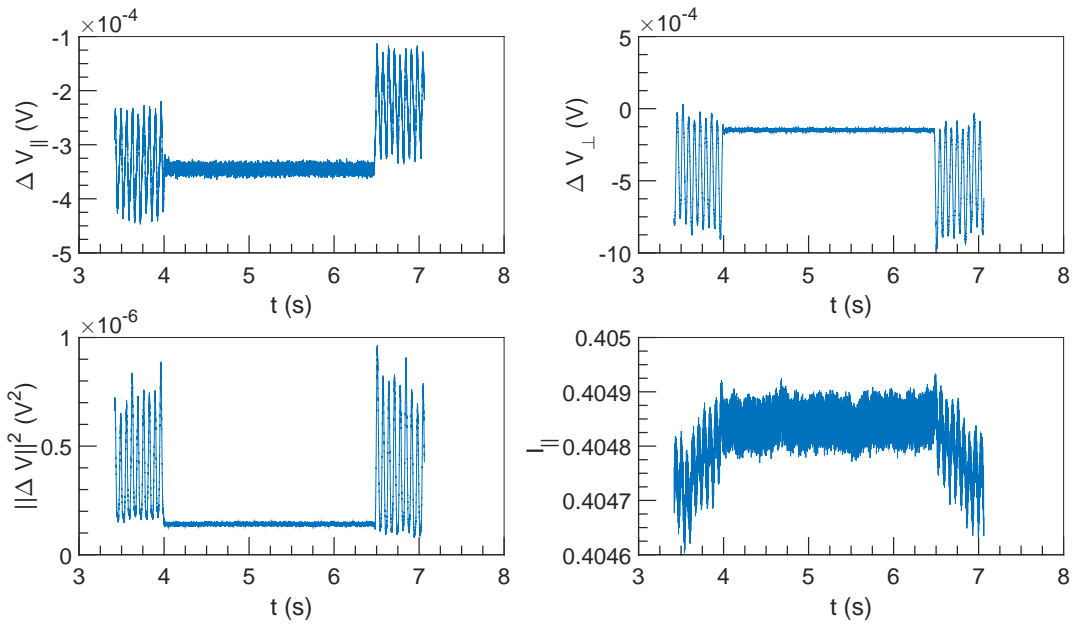 ×10⁻⁴
-1
-2
-3
-4
-5
Δ V∥ (V)
3 4 5 6 7 8
t (s)
×10⁻⁴
5
0
-5
-10
Δ V⊥ (V)
3 4 5 6 7 8
t (s)
×10⁻⁶
1
0.5
0
||Δ V||² (V²)
3 4 5 6 7 8
t (s)
0.405
0.4049
0.4048
0.4047
0.4046
I∥
3 4 5 6 7 8
t (s)